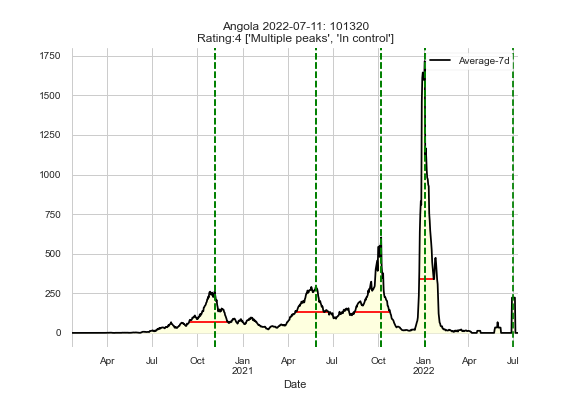 Angola 2022-07-11: 101320
Rating:4 ['Multiple peaks', 'In control']
Average-7d
1750
1500
1250
1000
750
500
250
0
Apr Jul Oct Jan Apr Jul Oct Jan Apr Jul
2021 2022
Date